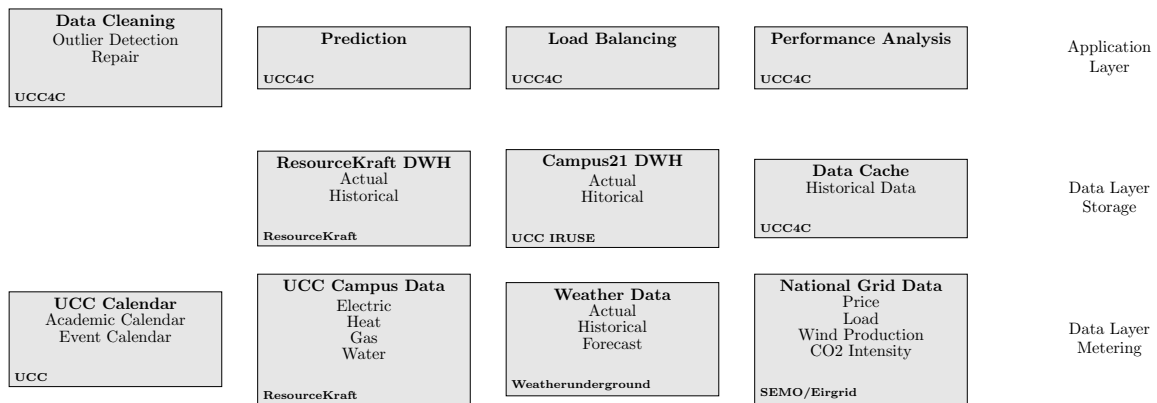 Data Cleaning
Outlier Detection
Repair
UCC4C
Prediction
UCC4C
Load Balancing
UCC4C
Performance Analysis
UCC4C
Application
Layer
ResourceKraft DWH
Actual
Historical
ResourceKraft
Campus21 DWH
Actual
Hitorical
UCC IRUSE
Data Cache
Historical Data
UCC4C
Data Layer
Storage
UCC Calendar
Academic Calendar
Event Calendar
UCC
UCC Campus Data
Electric
Heat
Gas
Water
ResourceKraft
Weather Data
Actual
Historical
Forecast
Weatherunderground
National Grid Data
Price
Load
Wind Production
CO2 Intensity
SEMO/Eirgrid
Data Layer
Metering